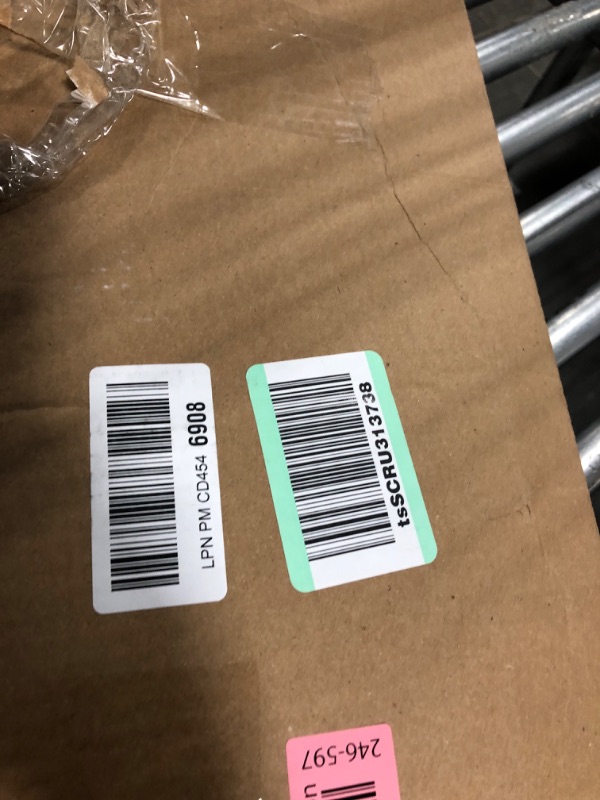 LPN PM CD454 6908
tsSCRU313738
246-597